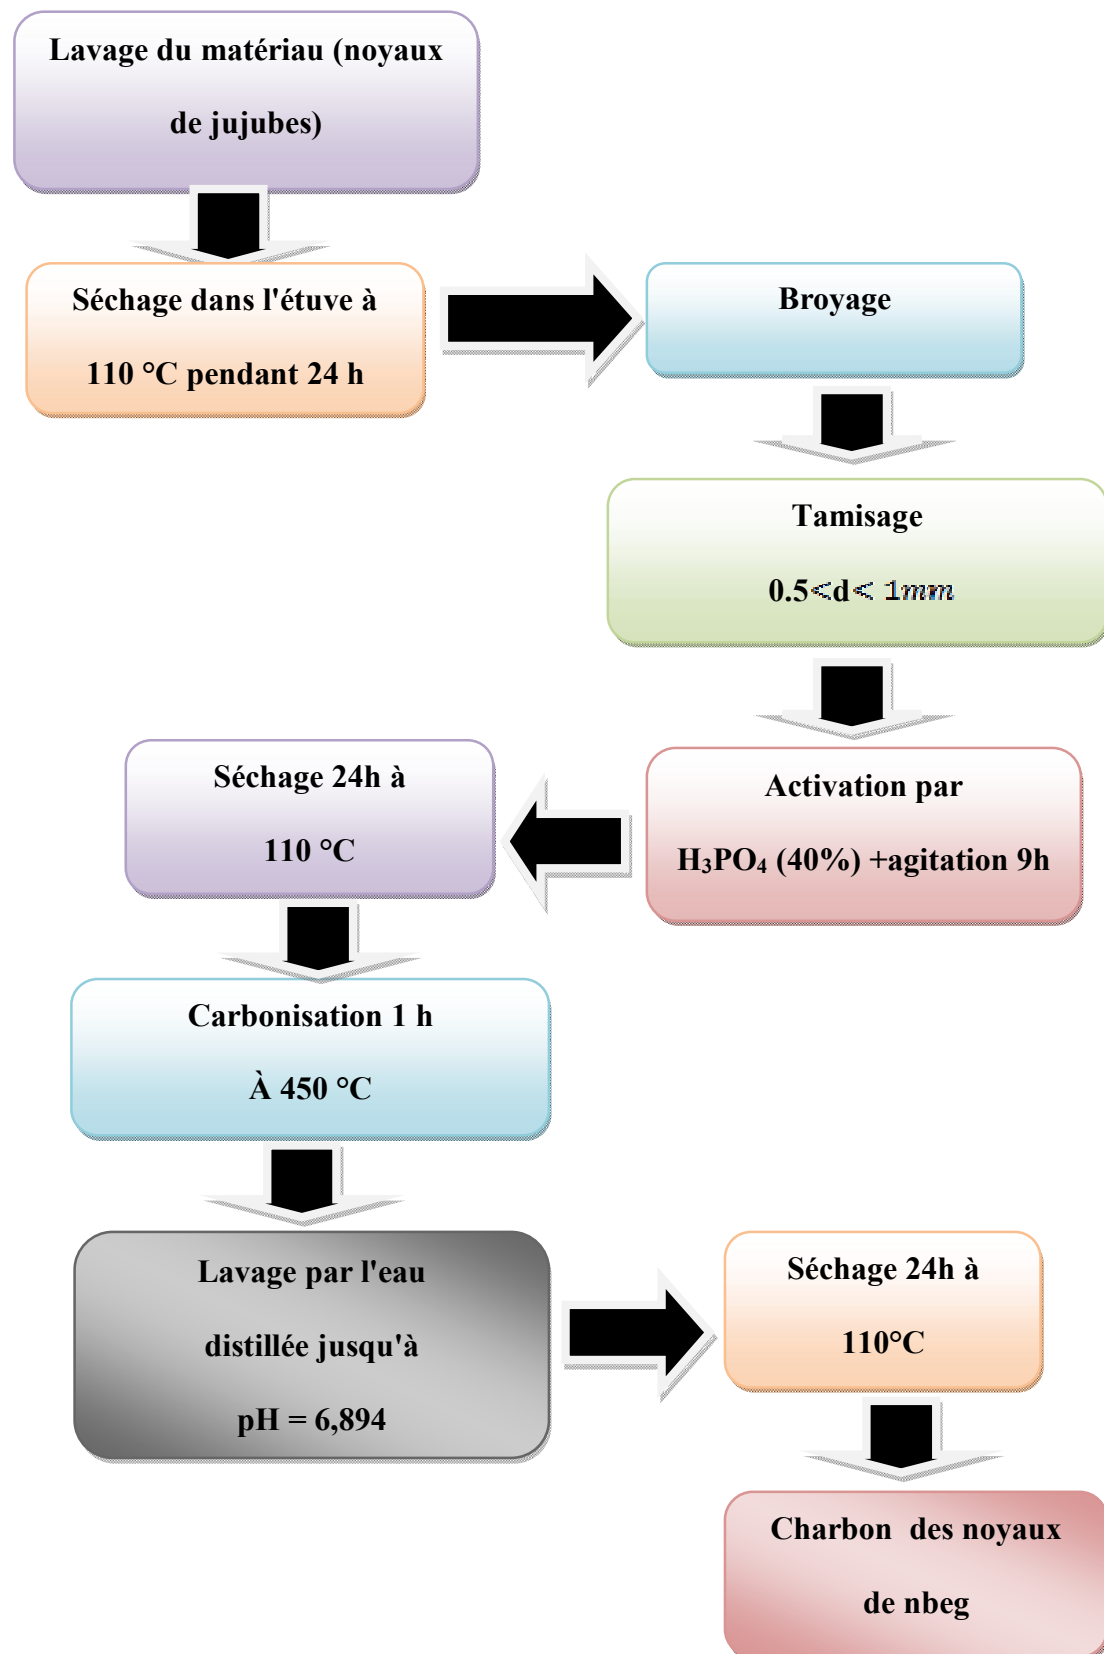 Lavage du matériau (noyaux
de jujubes)
Séchage dans l'étuve à
110 °C pendant 24 h
Broyage
Tamisage
0.5<d< 1mm
Activation par
H₃PO₄ (40%) +agitation 9h
Séchage 24h à
110 °C
Carbonisation 1 h
À 450 °C
Lavage par l'eau
distillée jusqu'à
pH = 6,894
Séchage 24h à
110°C
Charbon des noyaux
de nbeg